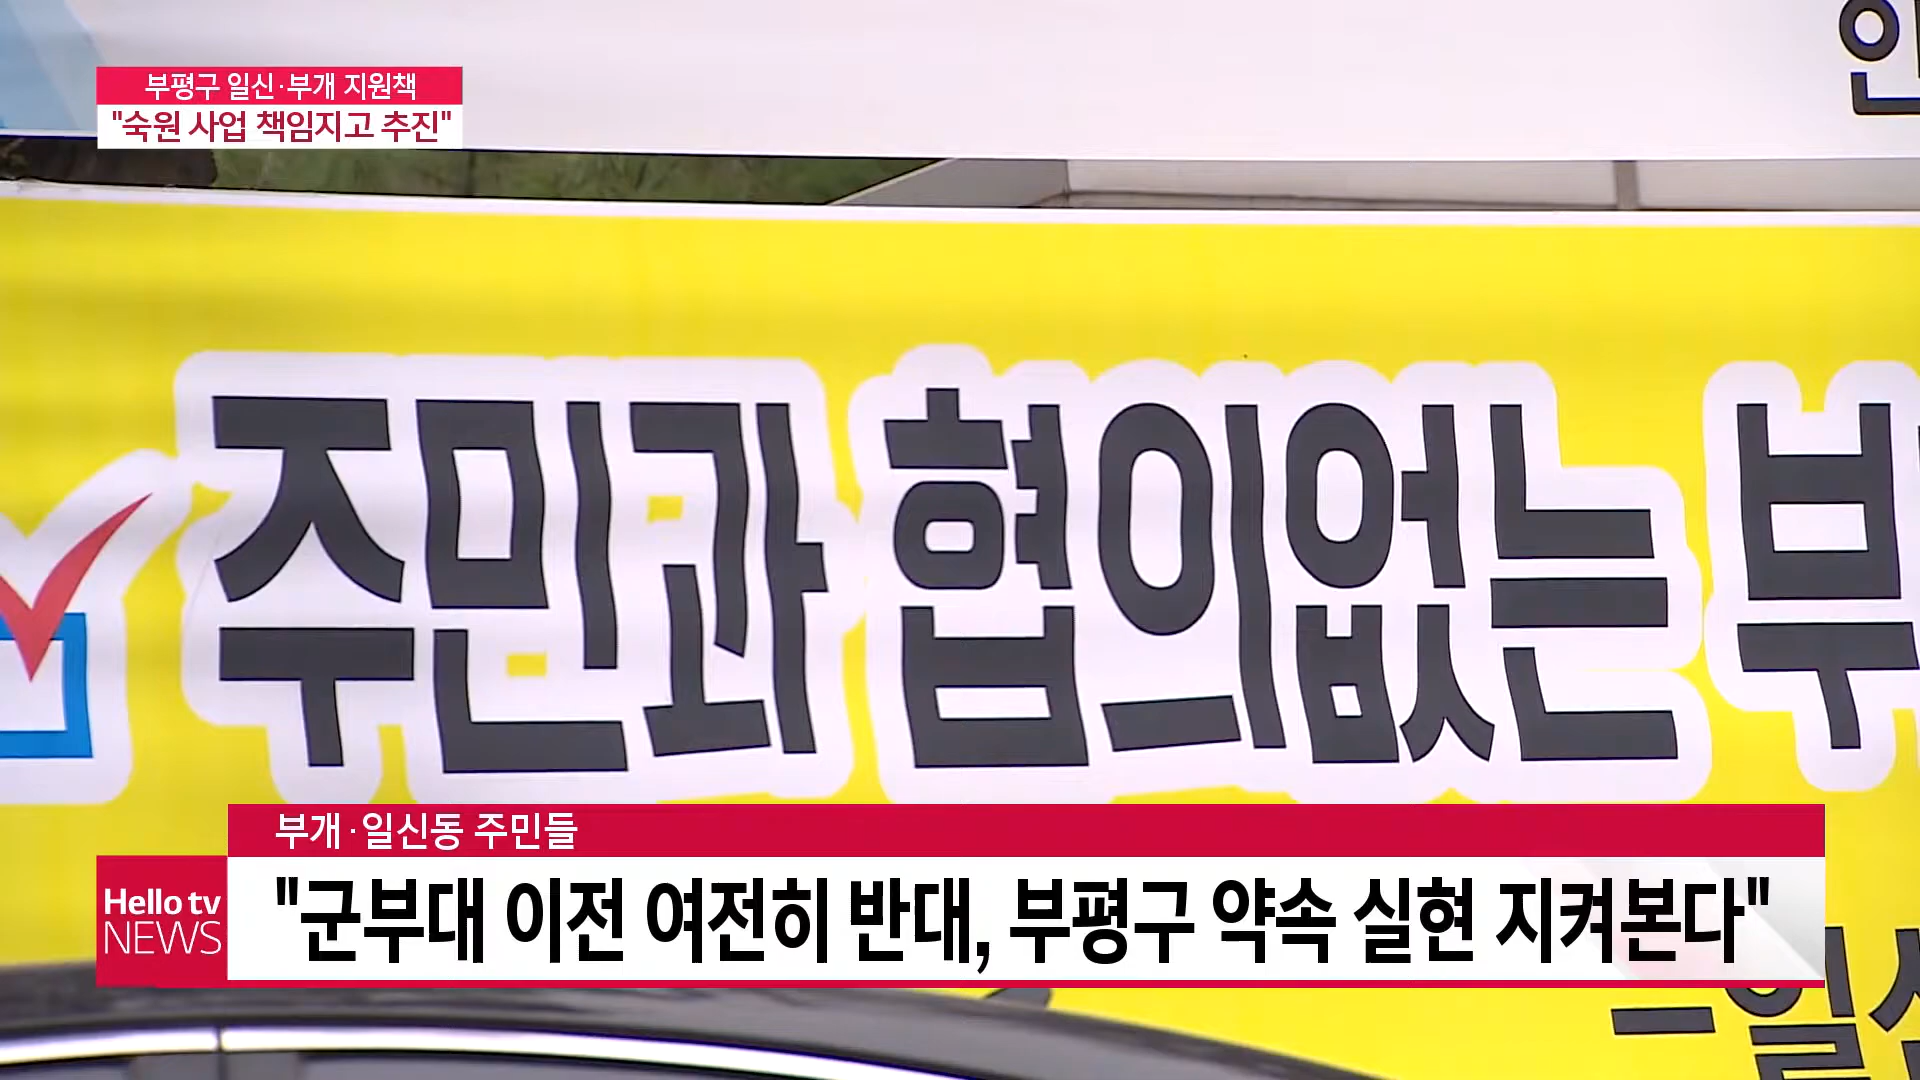 부평구 일신·부개 지원책
"숙원 사업 책임지고 추진"
주민과 협의없는 부
부개·일신동 주민들
Hello tv
NEWS
"군부대 이전 여전히 반대, 부평구 약속 실현 지켜본다"
-일신